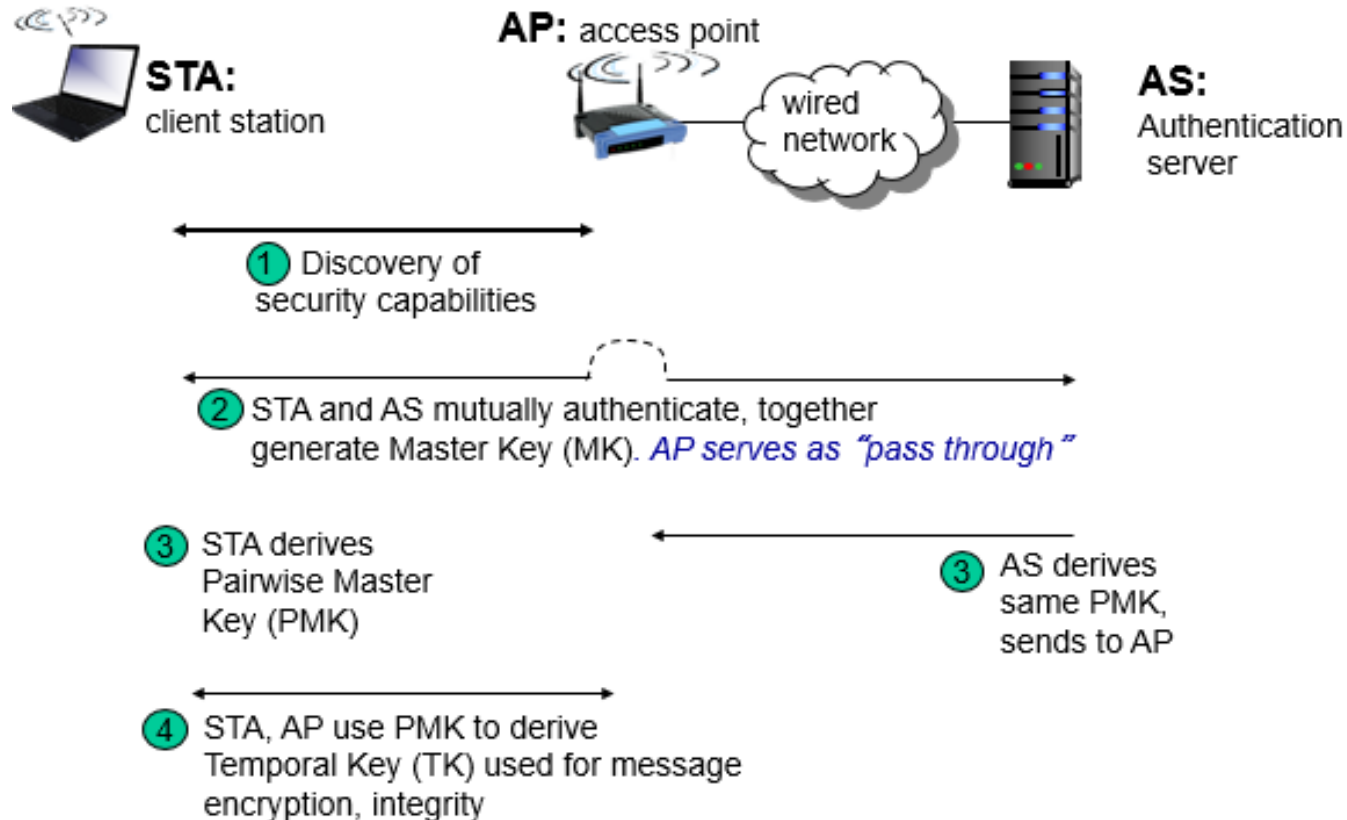 STA:
client station
AP: access point
wired
network
AS:
Authentication
server
1 Discovery of
security capabilities
2 STA and AS mutually authenticate, together
generate Master Key (MK). AP serves as “pass through”
3 STA derives
Pairwise Master
Key (PMK)
3 AS derives
same PMK,
sends to AP
4 STA, AP use PMK to derive
Temporal Key (TK) used for message
encryption, integrity